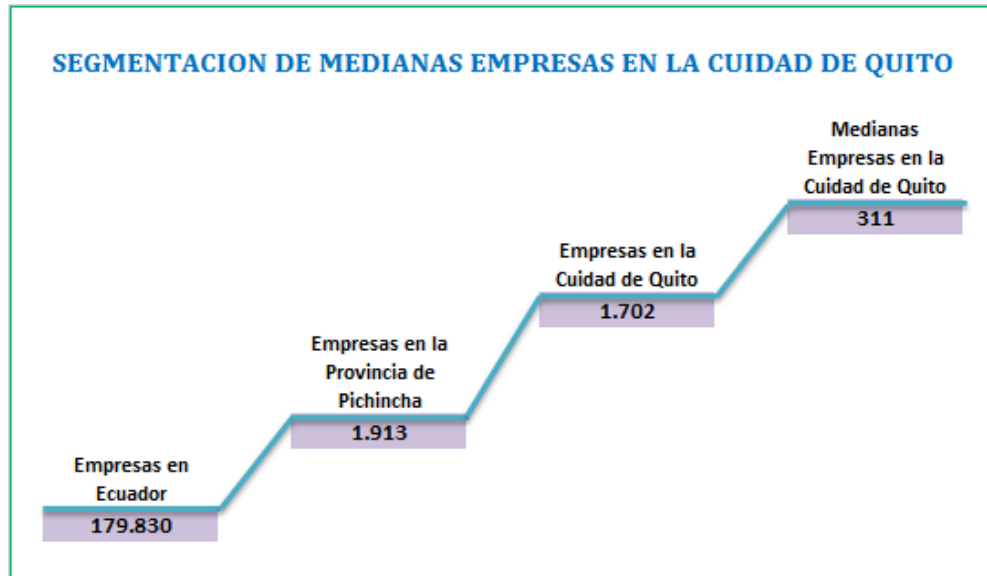 SEGMENTACION DE MEDIANAS EMPRESAS EN LA CUIDAD DE QUITO
Medianas
Empresas en la
Cuidad de Quito
311
Empresas en la
Cuidad de Quito
1.702
Empresas en la
Provincia de
Pichincha
1.913
Empresas en
Ecuador
179.830